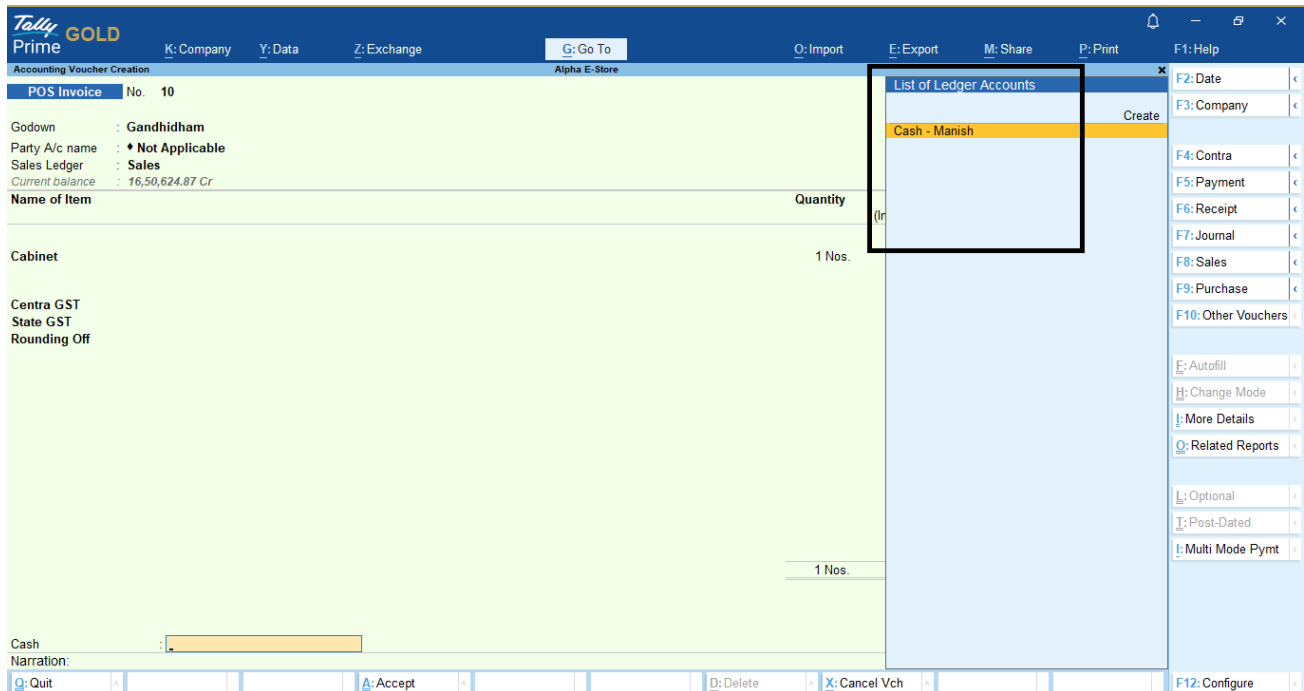 Tally
Prime GOLD
K: Company Y: Data Z: Exchange G: Go To O: Import E: Export M: Share P: Print F1: Help
Accounting Voucher Creation Alpha E-Store
POS Invoice No. 10
Godown : Gandhidham
Party A/c name : ♦ Not Applicable
Sales Ledger : Sales
Current balance : 16,50,624.87 Cr
Name of Item Quantity
(In
Cabinet 1 Nos.
Centra GST
State GST
Rounding Off
1 Nos.
Cash :
Narration:
List of Ledger Accounts
Create
Cash - Manish
F2: Date
F3: Company
F4: Contra
F5: Payment
F6: Receipt
F7: Journal
F8: Sales
F9: Purchase
F10: Other Vouchers
F: Autofill
H: Change Mode
I: More Details
O: Related Reports
L: Optional
T: Post-Dated
I: Multi Mode Pymt
Q: Quit A: Accept D: Delete X: Cancel Vch F12: Configure